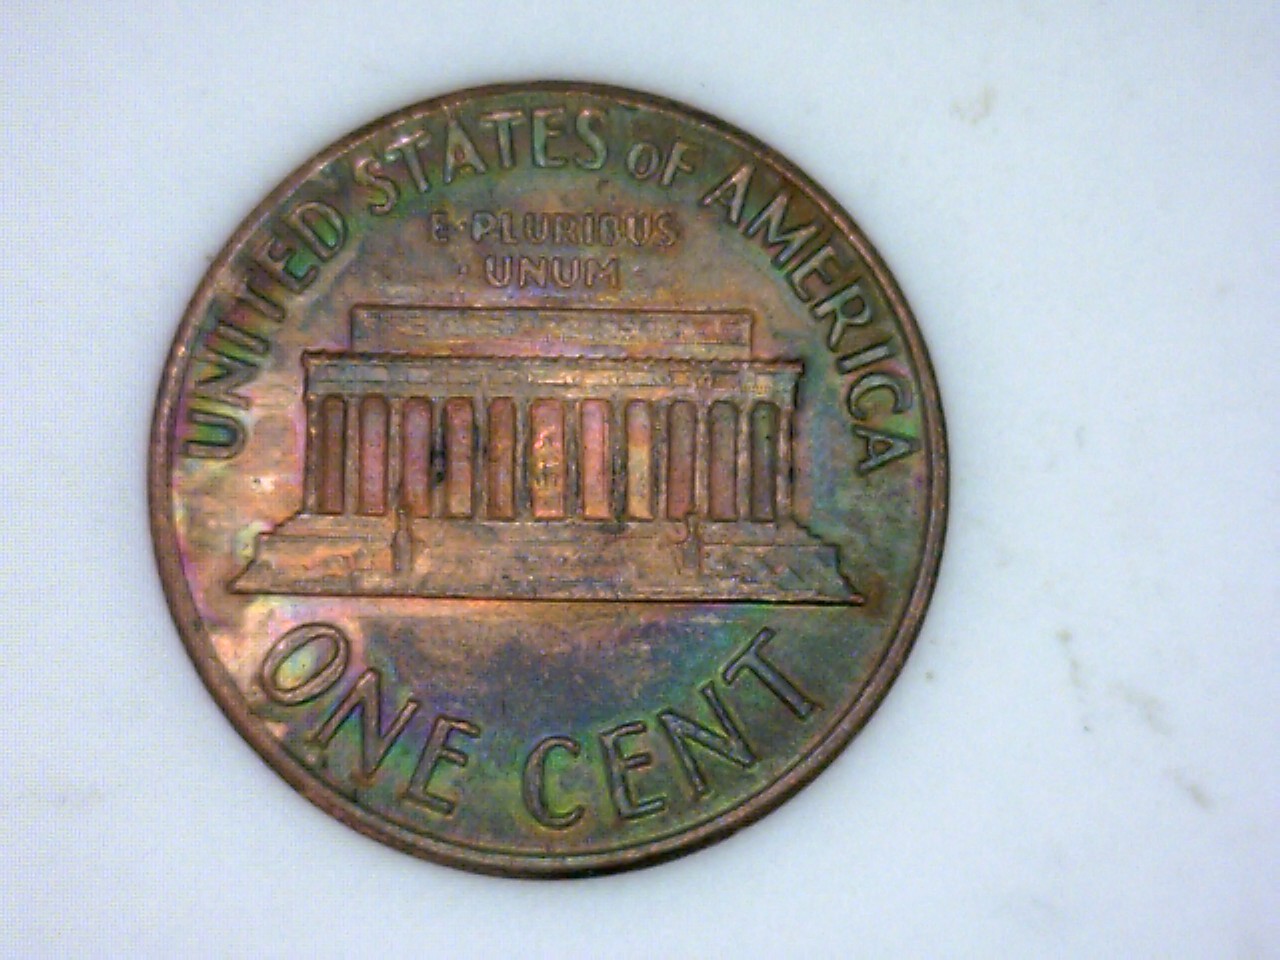 UNITED STATES OF AMERICA
E·PLURIBUS
·UNUM·
ONE CENT